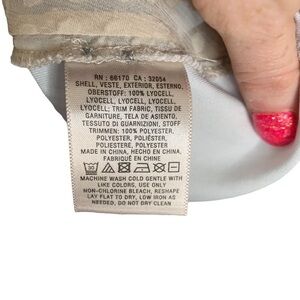 RN : 66170 CA : 32054
SHELL, VESTE, EXTERIOR, ESTERNO,
OBERSTOFF: 100% LYOCELL,
LYOCELL, LYOCELL, LYOCELL,
LYOCELL; TRIM FABRIC, TISSU DE
GARNITURE, TELA DE ASIENTO,
TESSUTO DI GUARNIZIONI, STOFF
TRIMMEN: 100% POLYESTER,
POLYESTER, POLIÉSTER,
POLIESTERE, POLYESTER
MADE IN CHINA, HECHO EN CHINA,
FABRIQUÉ EN CHINE
MACHINE WASH COLD GENTLE WITH
LIKE COLORS, USE ONLY
NON-CHLORINE BLEACH, RESHAPE
LAY FLAT TO DRY, LOW IRON AS
NEEDED, DO NOT DRY CLEAN